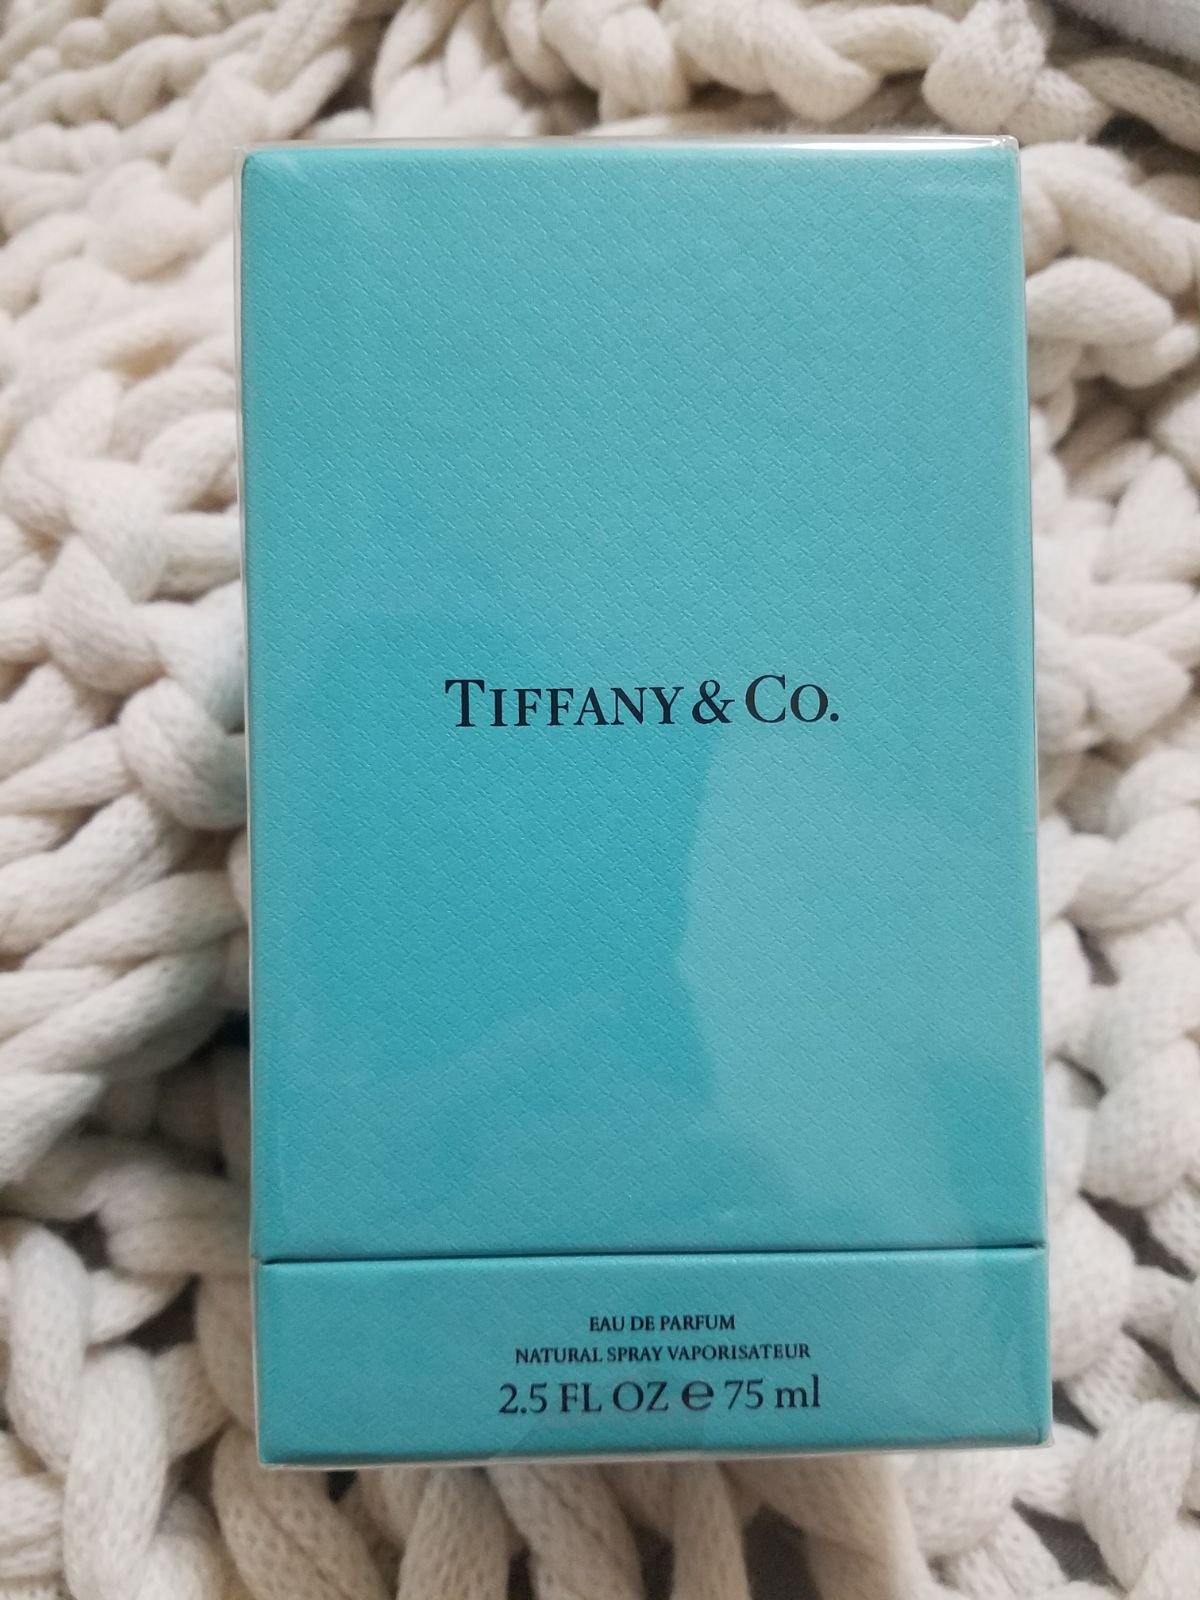 TIFFANY & CO.
EAU DE PARFUM
NATURAL SPRAY VAPORISATEUR
2.5 FL OZ ℮ 75 ml